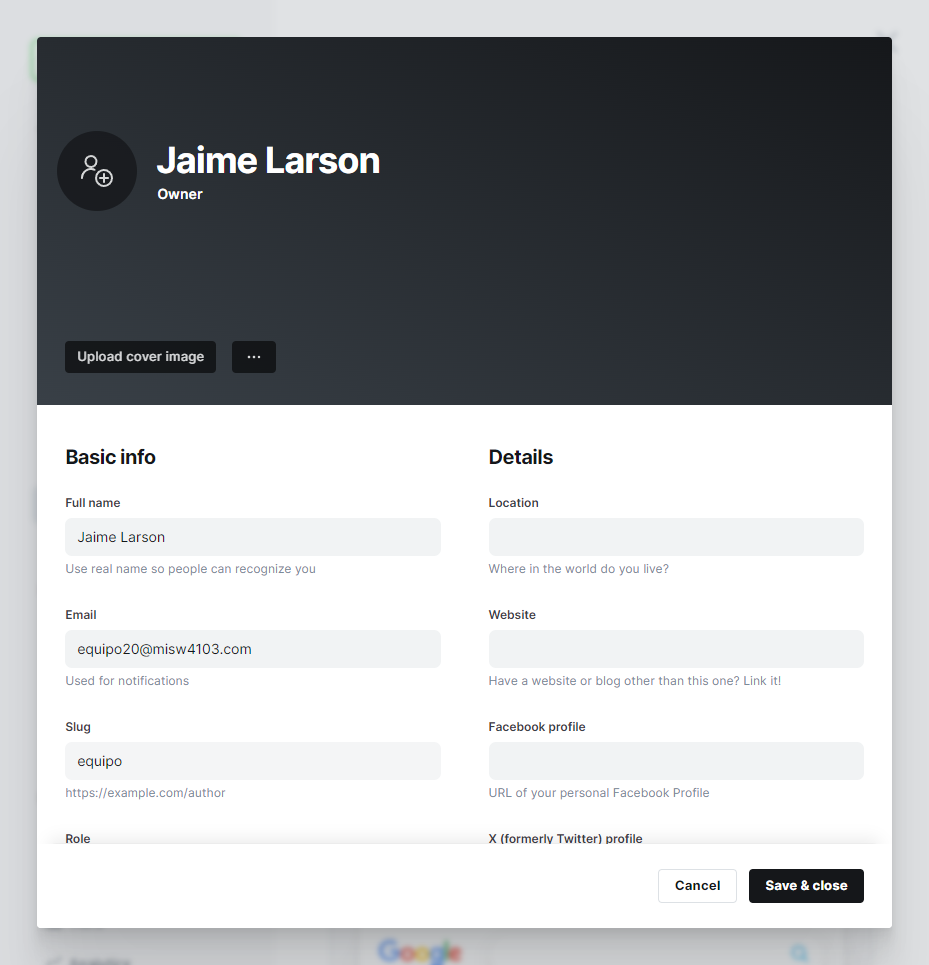 Jaime Larson
Owner
Upload cover image
Basic info
Full name
Jaime Larson
Use real name so people can recognize you
Email
equipo20@misw4103.com
Used for notifications
Slug
equipo
https://example.com/author
Role
Details
Location
Where in the world do you live?
Website
Have a website or blog other than this one? Link it!
Facebook profile
URL of your personal Facebook Profile
X (formerly Twitter) profile
Cancel
Save & close
Analytics
Google